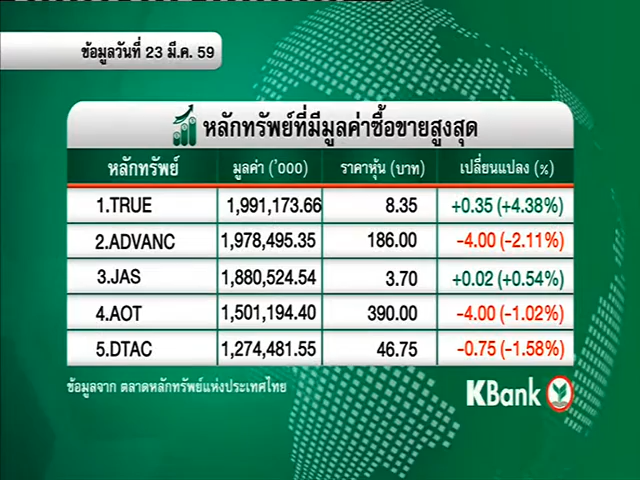 ข้อมูลวันที่ 23 มี.ค. 59
หลักทรัพย์ที่มีมูลค่าซื้อขายสูงสุด
หลักทรัพย์ มูลค่า ('000) ราคาหุ้น (บาท) เปลี่ยนแปลง (%)
1.TRUE 1,991,173.66 8.35 +0.35 (+4.38%)
2.ADVANC 1,978,495.35 186.00 -4.00 (-2.11%)
3.JAS 1,880,524.54 3.70 +0.02 (+0.54%)
4.AOT 1,501,194.40 390.00 -4.00 (-1.02%)
5.DTAC 1,274,481.55 46.75 -0.75 (-1.58%)
ข้อมูลจาก ตลาดหลักทรัพย์แห่งประเทศไทย
KBank